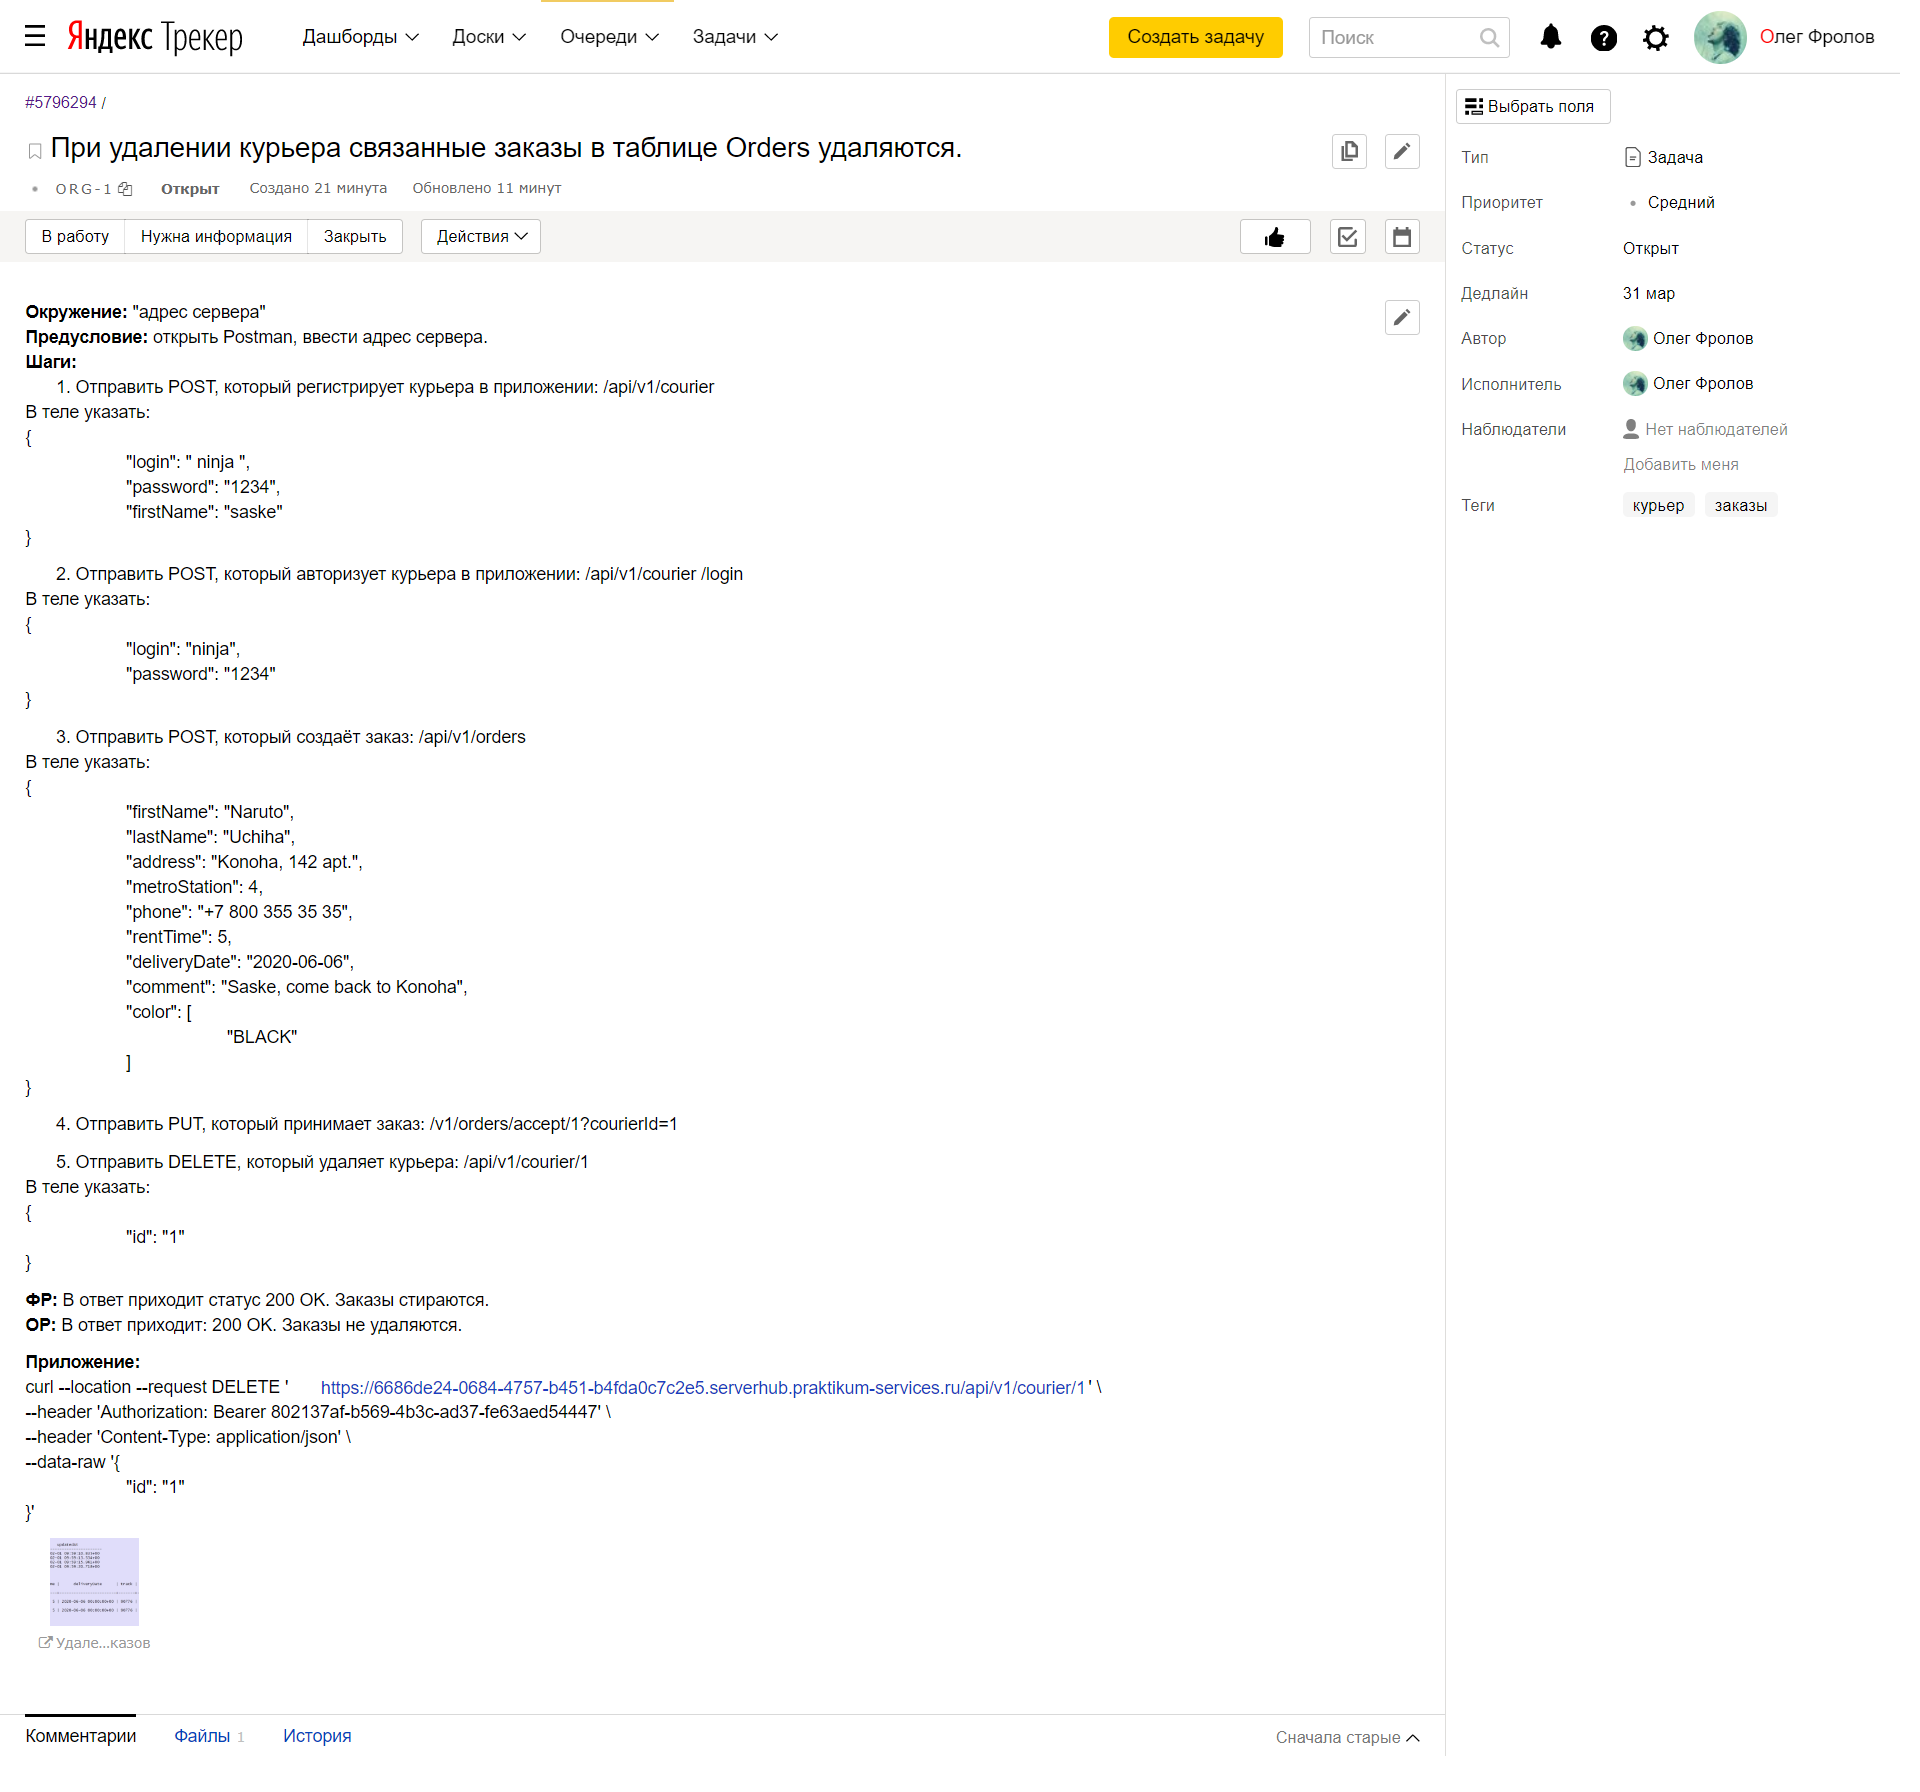 Яндекс Трекер Дашборды Доски Очереди Задачи Создать задачу Поиск Олег Фролов
#5796294 /
При удалении курьера связанные заказы в таблице Orders удаляются.
ORG-1 Открыт Создано 21 минута Обновлено 11 минут
В работу Нужна информация Закрыть Действия
Окружение: "адрес сервера"
Предусловие: открыть Postman, ввести адрес сервера.
Шаги:
1. Отправить POST, который регистрирует курьера в приложении: /api/v1/courier
В теле указать:
{
"login": " ninja ",
"password": "1234",
"firstName": "saske"
}
2. Отправить POST, который авторизует курьера в приложении: /api/v1/courier /login
В теле указать:
{
"login": "ninja",
"password": "1234"
}
3. Отправить POST, который создаёт заказ: /api/v1/orders
В теле указать:
{
"firstName": "Naruto",
"lastName": "Uchiha",
"address": "Konoha, 142 apt.",
"metroStation": 4,
"phone": "+7 800 355 35 35",
"rentTime": 5,
"deliveryDate": "2020-06-06",
"comment": "Saske, come back to Konoha",
"color": [
"BLACK"
]
}
4. Отправить PUT, который принимает заказ: /v1/orders/accept/1?courierId=1
5. Отправить DELETE, который удаляет курьера: /api/v1/courier/1
В теле указать:
{
"id": "1"
}
ФР: В ответ приходит статус 200 OK. Заказы стираются.
ОР: В ответ приходит: 200 OK. Заказы не удаляются.
Приложение:
curl --location --request DELETE ' https://6686de24-0684-4757-b451-b4fda0c7c2e5.serverhub.praktikum-services.ru/api/v1/courier/1' \
--header 'Authorization: Bearer 802137af-b569-4b3c-ad37-fe63aed54447' \
--header 'Content-Type: application/json' \
--data-raw '{
"id": "1"
}'
Удале...казов
Комментарии Файлы 1 История Сначала старые
Выбрать поля
Тип Задача
Приоритет Средний
Статус Открыт
Дедлайн 31 мар
Автор Олег Фролов
Исполнитель Олег Фролов
Наблюдатели Нет наблюдателей
Добавить меня
Теги курьер заказы